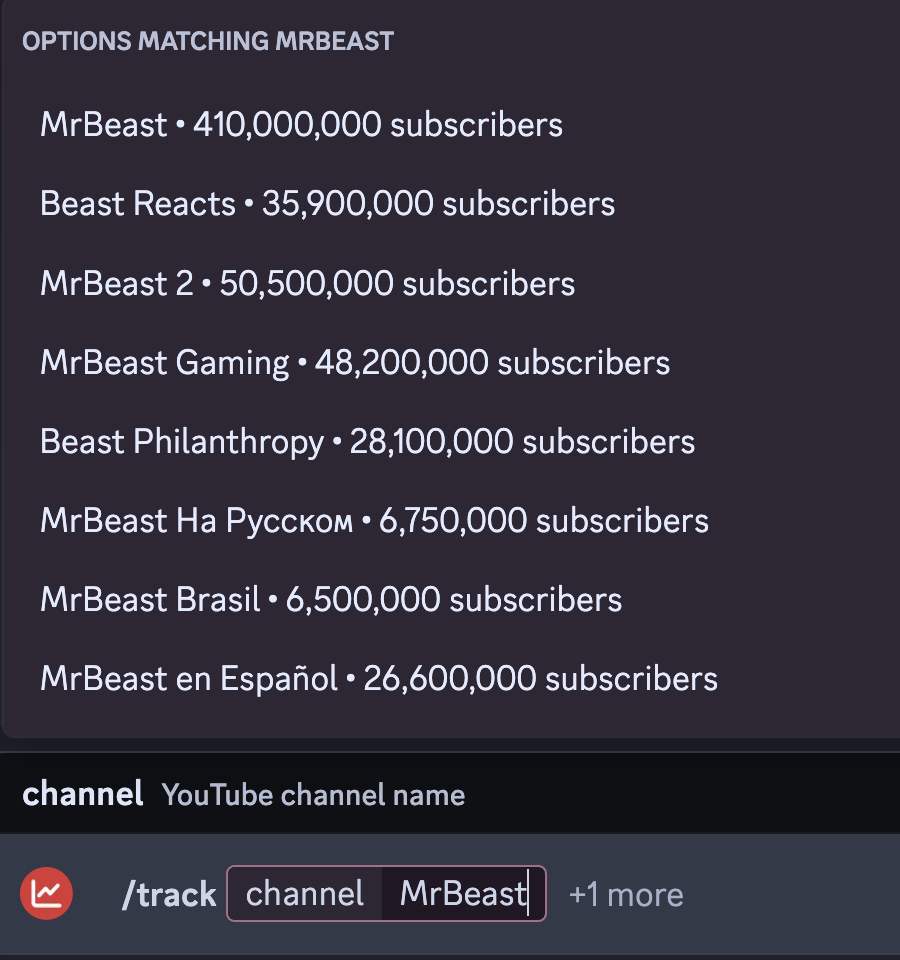 OPTIONS MATCHING MRBEAST
MrBeast • 410,000,000 subscribers
Beast Reacts • 35,900,000 subscribers
MrBeast 2 • 50,500,000 subscribers
MrBeast Gaming • 48,200,000 subscribers
Beast Philanthropy • 28,100,000 subscribers
MrBeast На Русском • 6,750,000 subscribers
MrBeast Brasil • 6,500,000 subscribers
MrBeast en Español • 26,600,000 subscribers
channel YouTube channel name
/track channel MrBeast +1 more